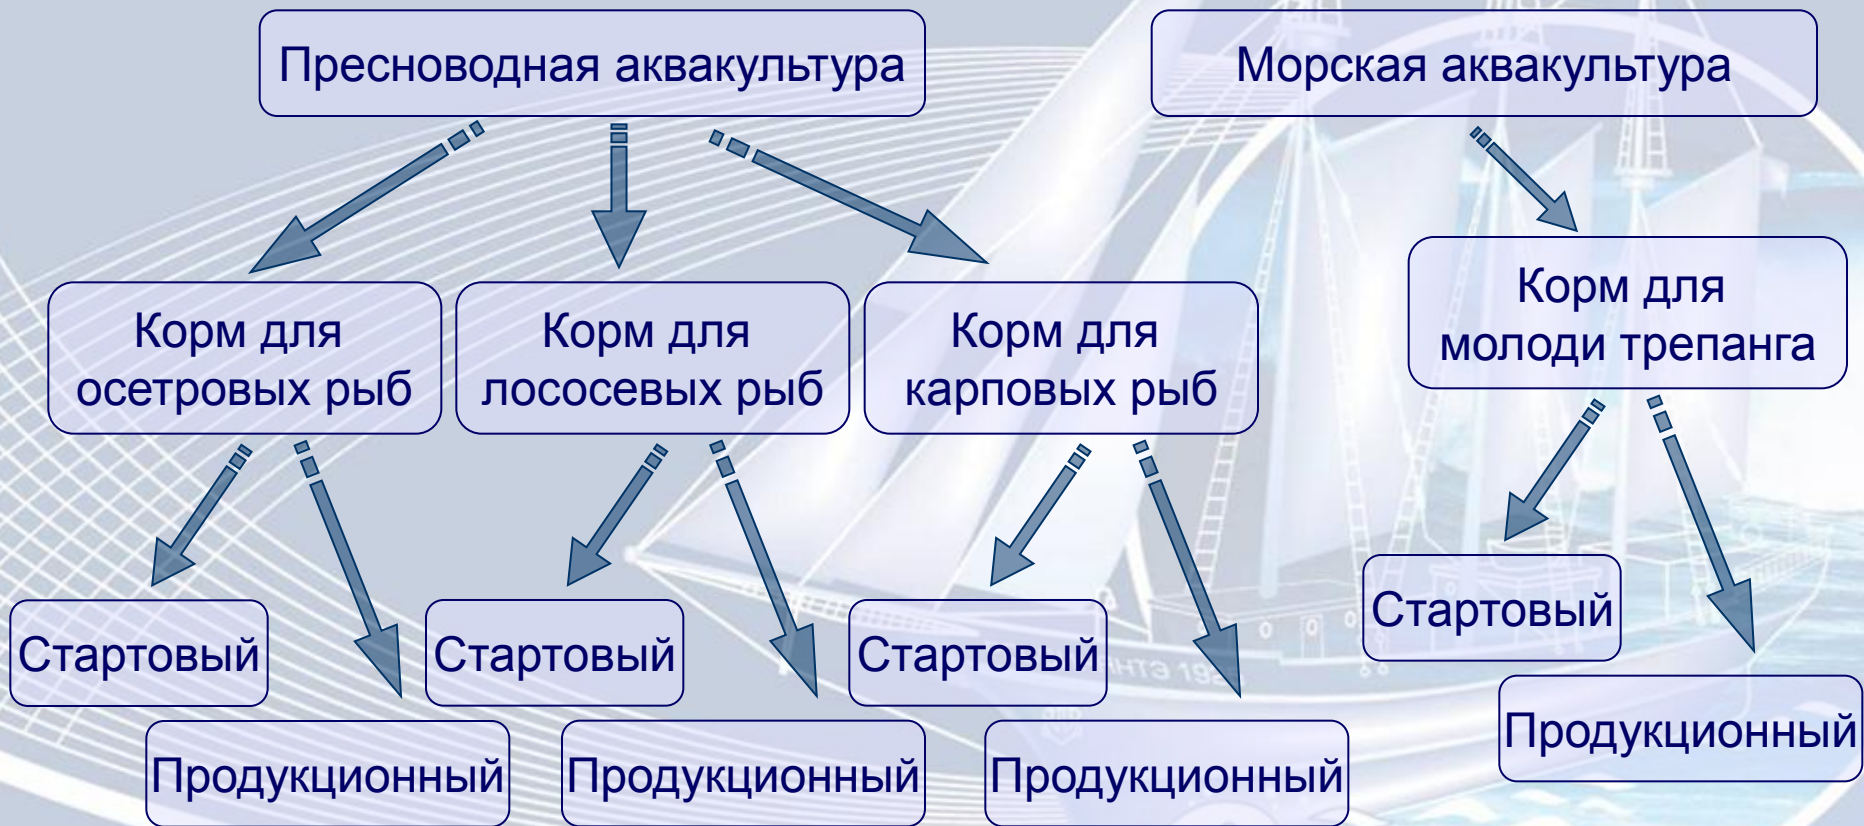 Пресноводная аквакультура
Морская аквакультура
Корм для
осетровых рыб
Корм для
лососевых рыб
Корм для
карповых рыб
Корм для
молоди трепанга
Стартовый
Продукционный
Стартовый
Продукционный
Стартовый
Продукционный
Стартовый
Продукционный